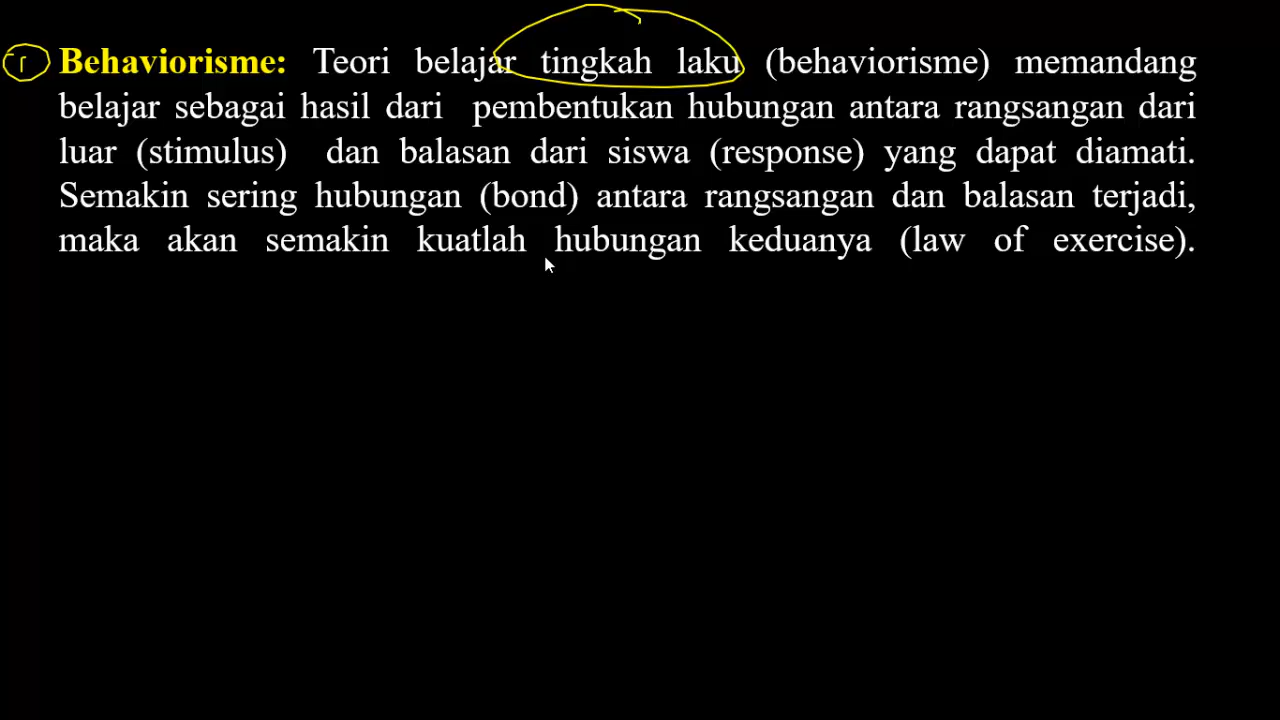 Behaviorisme: Teori belajar tingkah laku (behaviorisme) memandang
belajar sebagai hasil dari pembentukan hubungan antara rangsangan dari
luar (stimulus) dan balasan dari siswa (response) yang dapat diamati.
Semakin sering hubungan (bond) antara rangsangan dan balasan terjadi,
maka akan semakin kuatlah hubungan keduanya (law of exercise).